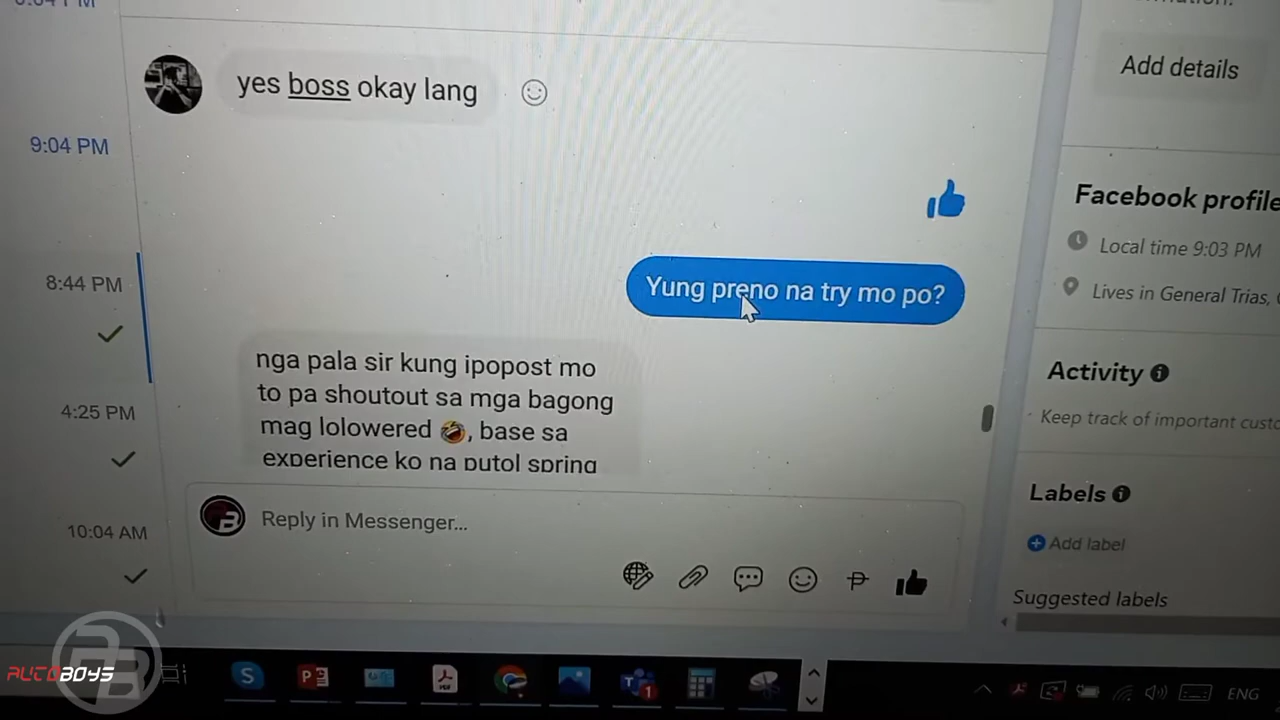 yes boss okay lang
9:04 PM
Yung preno na try mo po?
8:44 PM
nga pala sir kung ipopost mo
to pa shoutout sa mga bagong
mag lolowered 🤣, base sa
experience ko na putol spring
4:25 PM
Reply in Messenger...
10:04 AM
Add details
Facebook profile
Local time 9:03 PM
Lives in General Trias,
Activity
Keep track of important
Labels
Add label
Suggested labels
AUTOBOYS
ENG